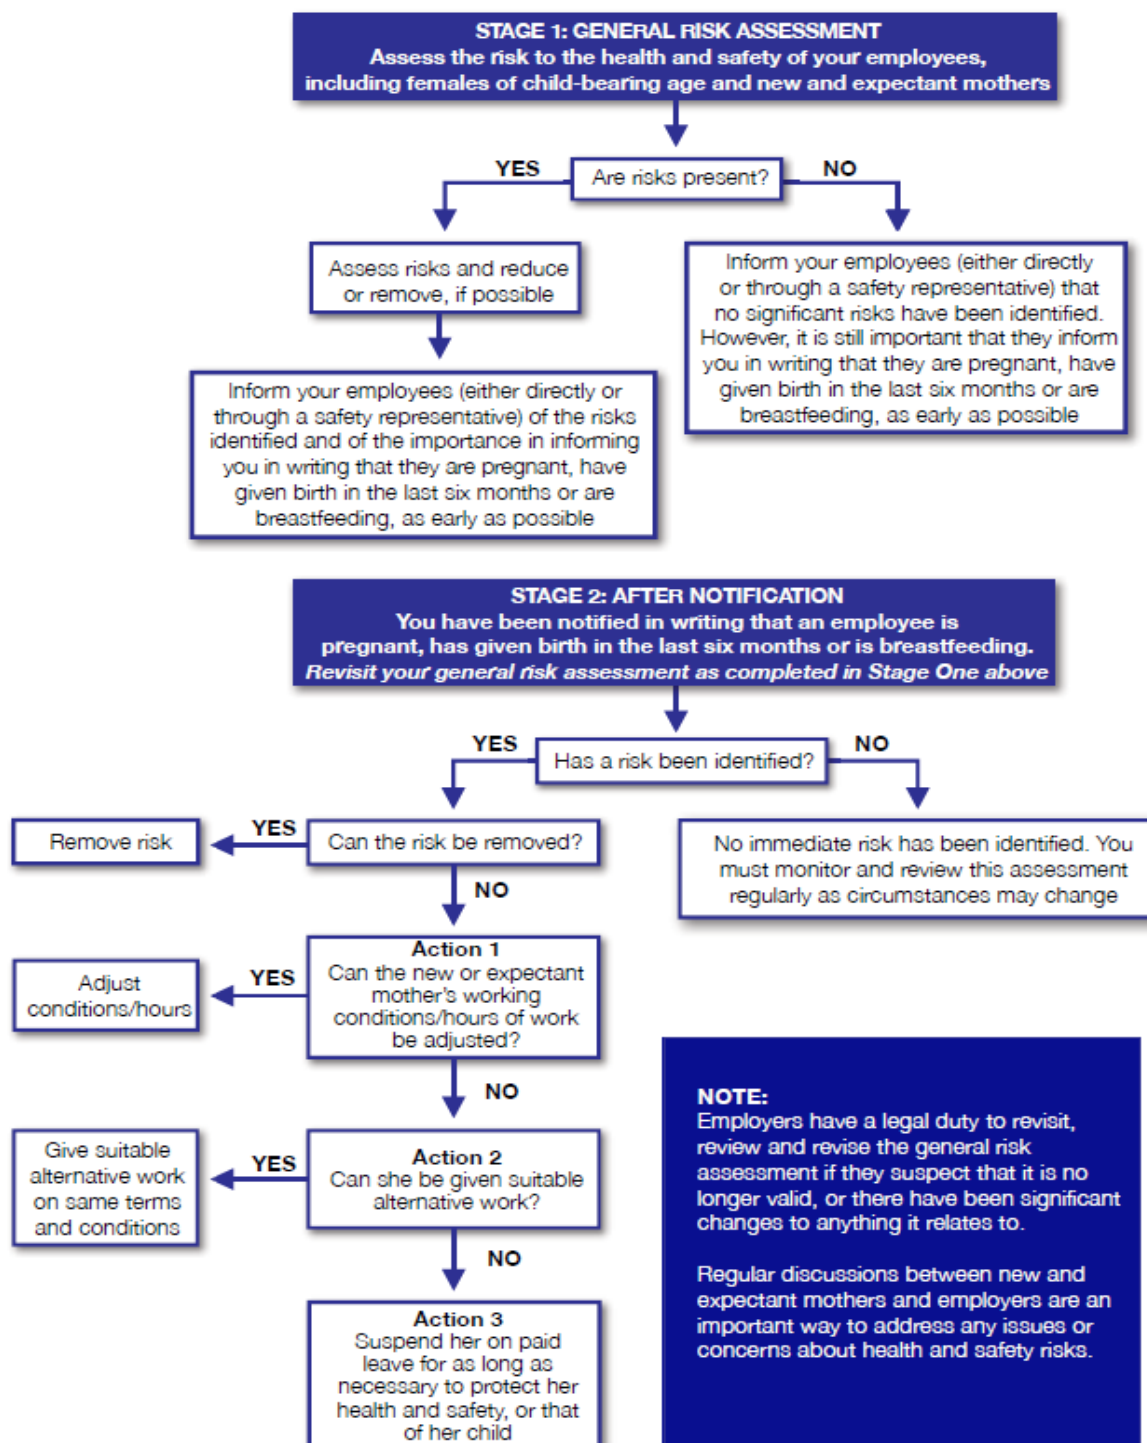 STAGE 1: GENERAL RISK ASSESSMENT
Assess the risk to the health and safety of your employees,
including females of child-bearing age and new and expectant mothers
YES
Are risks present?
NO
Assess risks and reduce
or remove, if possible
Inform your employees (either directly
or through a safety representative) that
no significant risks have been identified.
However, it is still important that they inform
you in writing that they are pregnant, have
given birth in the last six months or are
breastfeeding, as early as possible
Inform your employees (either directly or
through a safety representative) of the risks
identified and of the importance in informing
you in writing that they are pregnant, have
given birth in the last six months or are
breastfeeding, as early as possible
STAGE 2: AFTER NOTIFICATION
You have been notified in writing that an employee is
pregnant, has given birth in the last six months or is breastfeeding.
Revisit your general risk assessment as completed in Stage One above
YES
Has a risk been identified?
NO
Remove risk
YES
Can the risk be removed?
No immediate risk has been identified. You
must monitor and review this assessment
regularly as circumstances may change
NO
Adjust
conditions/hours
YES
Action 1
Can the new or expectant
mother's working
conditions/hours of work
be adjusted?
NO
Give suitable
alternative work
on same terms
and conditions
YES
Action 2
Can she be given suitable
alternative work?
NO
Action 3
Suspend her on paid
leave for as long as
necessary to protect her
health and safety, or that
of her child
NOTE:
Employers have a legal duty to revisit,
review and revise the general risk
assessment if they suspect that it is no
longer valid, or there have been significant
changes to anything it relates to.
Regular discussions between new and
expectant mothers and employers are an
important way to address any issues or
concerns about health and safety risks.